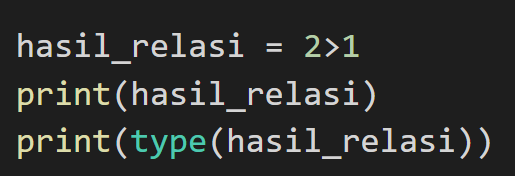 hasil_relasi = 2>1
print(hasil_relasi)
print(type(hasil_relasi))